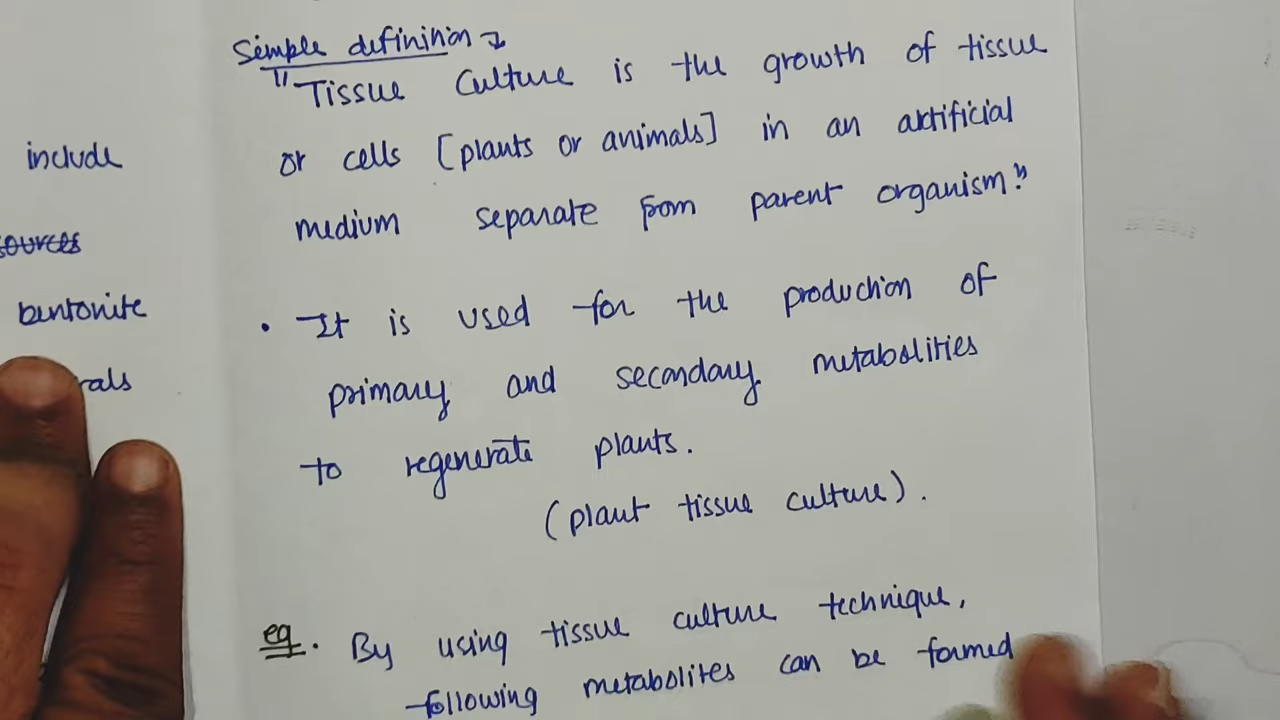 include
sources
bentonite
rals
Simple definition ↴
"Tissue Culture is the growth of tissue
or cells [plants or animals] in an artificial
medium separate from parent organism."
• It is used for the production of
primary and secondary metabolities
to regenerate plants.
(plant tissue culture).
eg. By using tissue culture technique,
following metabolites can be formed